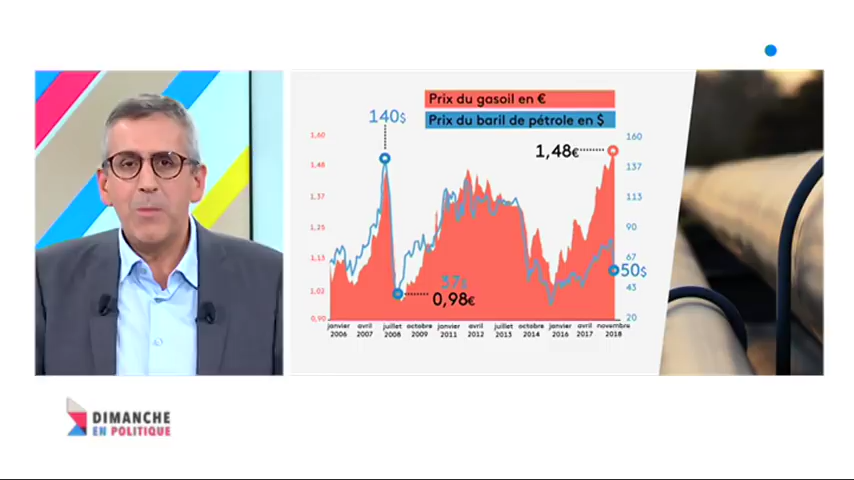 Prix du gasoil en €
Prix du baril de pétrole en $
140$
1,48€
50$
37$
0,98€
1,60
1,48
1,37
1,25
1,15
1,02
0,90
160
137
113
90
67
43
20
janvier 2006
avril 2007
juillet 2008
octobre 2009
janvier 2011
avril 2012
juillet 2013
octobre 2014
janvier 2016
avril 2017
novembre 2018
DIMANCHE
EN POLITIQUE